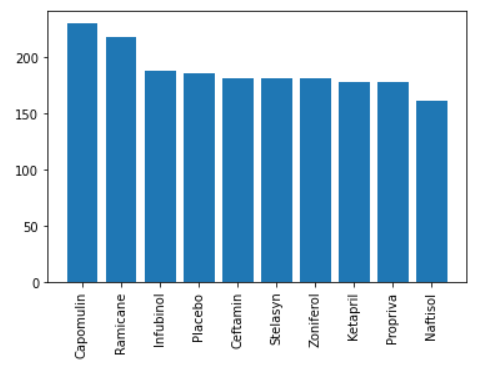 200
150
100
50
0
Capomulin
Ramicane
Infubinol
Placebo
Ceftamin
Stelasyn
Zoniferol
Ketapril
Propriva
Naftisol